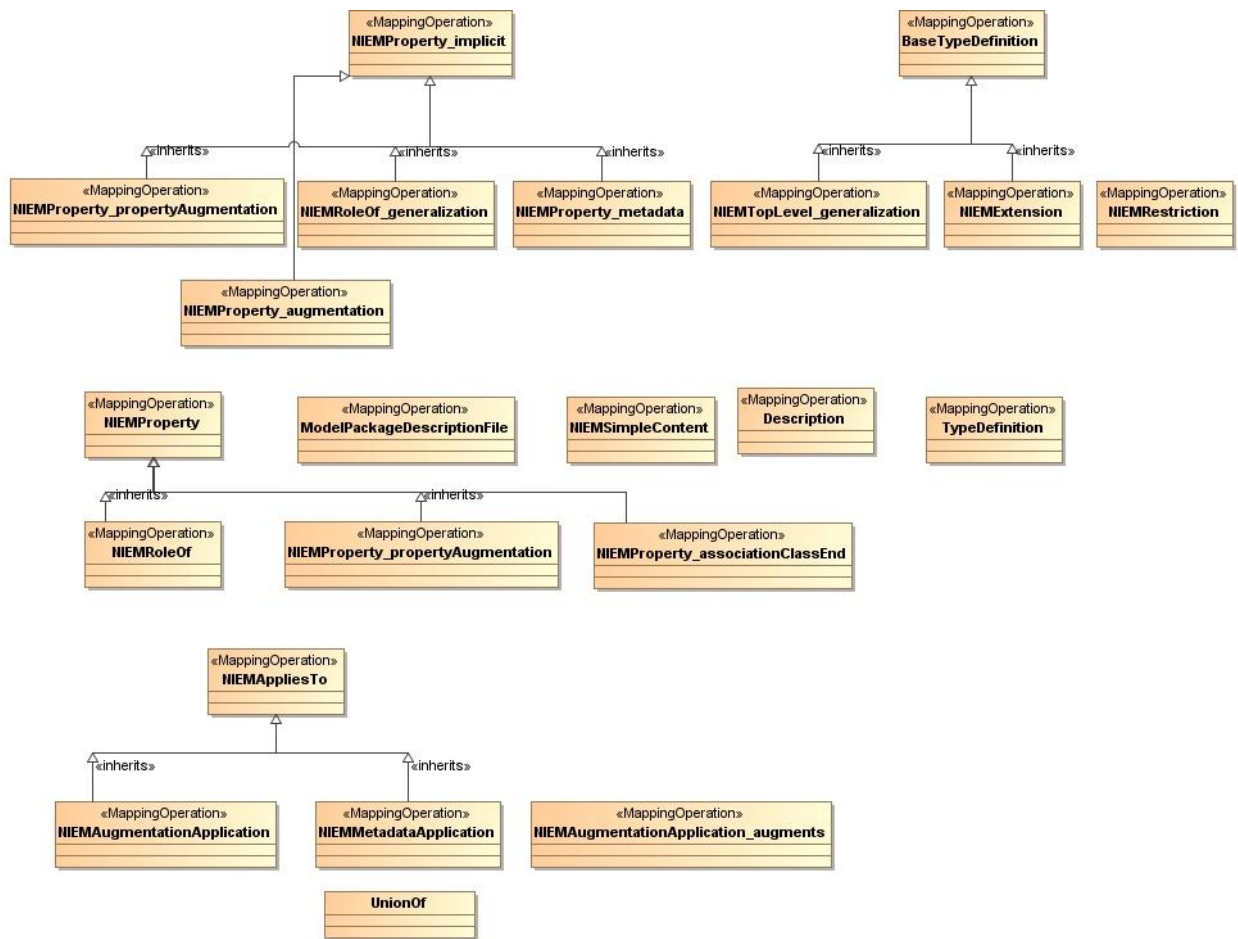 «MappingOperation»
NIEMProperty_implicit
«MappingOperation»
BaseTypeDefinition
«inherits»
«inherits»
«inherits»
«inherits»
«inherits»
«MappingOperation»
NIEMProperty_propertyAugmentation
«MappingOperation»
NIEMRoleOf_generalization
«MappingOperation»
NIEMProperty_metadata
«MappingOperation»
NIEMTopLevel_generalization
«MappingOperation»
NIEMExtension
«MappingOperation»
NIEMRestriction
«MappingOperation»
NIEMProperty_augmentation
«MappingOperation»
NIEMProperty
«MappingOperation»
ModelPackageDescriptionFile
«MappingOperation»
NIEMSimpleContent
«MappingOperation»
Description
«MappingOperation»
TypeDefinition
«inherits»
«inherits»
«MappingOperation»
NIEMRoleOf
«MappingOperation»
NIEMProperty_propertyAugmentation
«MappingOperation»
NIEMProperty_associationClassEnd
«MappingOperation»
NIEMAppliesTo
«inherits»
«inherits»
«MappingOperation»
NIEMAugmentationApplication
«MappingOperation»
NIEMMetadataApplication
«MappingOperation»
NIEMAugmentationApplication_augments
UnionOf